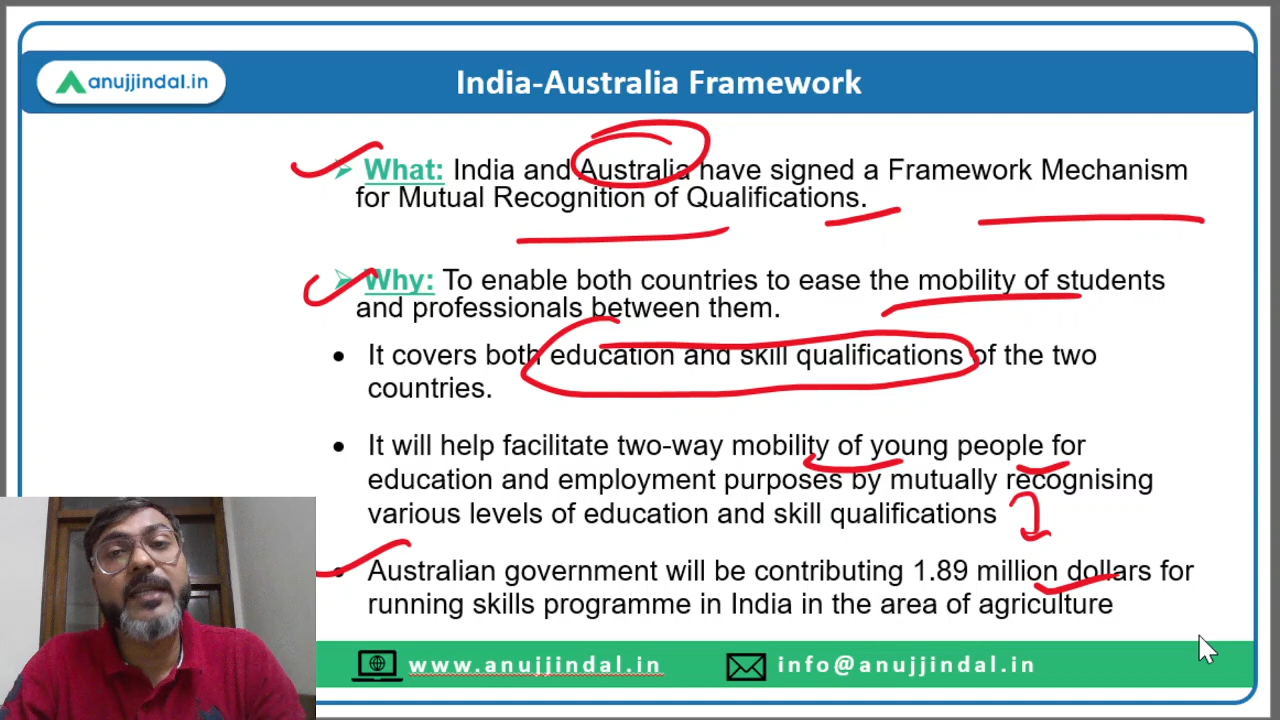 anujjindal.in
India-Australia Framework
What: India and Australia have signed a Framework Mechanism
for Mutual Recognition of Qualifications.
Why: To enable both countries to ease the mobility of students
and professionals between them.
• It covers both education and skill qualifications of the two
countries.
• It will help facilitate two-way mobility of young people for
education and employment purposes by mutually recognising
various levels of education and skill qualifications
• Australian government will be contributing 1.89 million dollars for
running skills programme in India in the area of agriculture
www.anujjindal.in
info@anujjindal.in